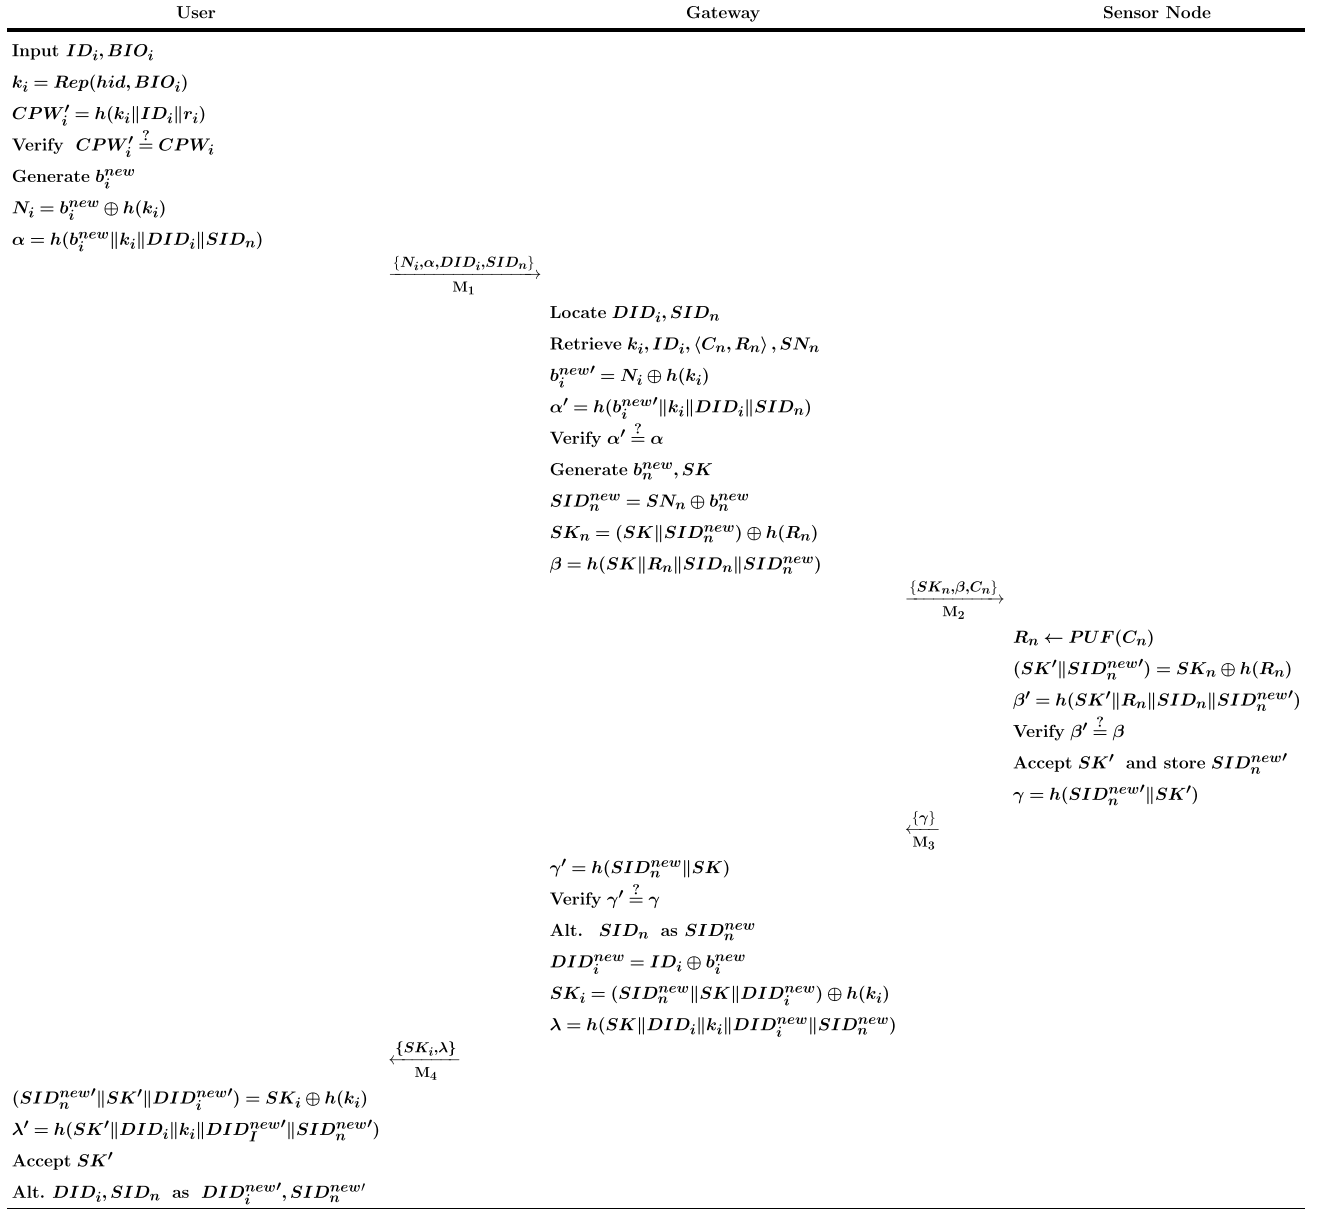 User Gateway Sensor Node
Input ID_i, BIO_i
k_i = Rep(hid, BIO_i)
CPW_i′ = h(k_i∥ID_i∥r_i)
Verify CPW_i′ ≟ CPW_i
Generate b_i^new
N_i = b_i^new ⊕ h(k_i)
α = h(b_i^new∥k_i∥DID_i∥SID_n)
{N_i,α,DID_i,SID_n}
M_1
Locate DID_i, SID_n
Retrieve k_i, ID_i, ⟨C_n, R_n⟩, SN_n
b_i^new′ = N_i ⊕ h(k_i)
α′ = h(b_i^new′∥k_i∥DID_i∥SID_n)
Verify α′ ≟ α
Generate b_n^new, SK
SID_n^new = SN_n ⊕ b_n^new
SK_n = (SK∥SID_n^new) ⊕ h(R_n)
β = h(SK∥R_n∥SID_n∥SID_n^new)
{SK_n,β,C_n}
M_2
R_n ← PUF(C_n)
(SK′∥SID_n^new′) = SK_n ⊕ h(R_n)
β′ = h(SK′∥R_n∥SID_n∥SID_n^new′)
Verify β′ ≟ β
Accept SK′ and store SID_n^new′
γ = h(SID_n^new′∥SK′)
{γ}
M_3
γ′ = h(SID_n^new∥SK)
Verify γ′ ≟ γ
Alt. SID_n as SID_n^new
DID_i^new = ID_i ⊕ b_i^new
SK_i = (SID_n^new∥SK∥DID_i^new) ⊕ h(k_i)
λ = h(SK∥DID_i∥k_i∥DID_i^new∥SID_n^new)
{SK_i,λ}
M_4
(SID_n^new′∥SK′∥DID_i^new′) = SK_i ⊕ h(k_i)
λ′ = h(SK′∥DID_i∥k_i∥DID_I^new′∥SID_n^new′)
Accept SK′
Alt. DID_i, SID_n as DID_i^new′, SID_n^new′